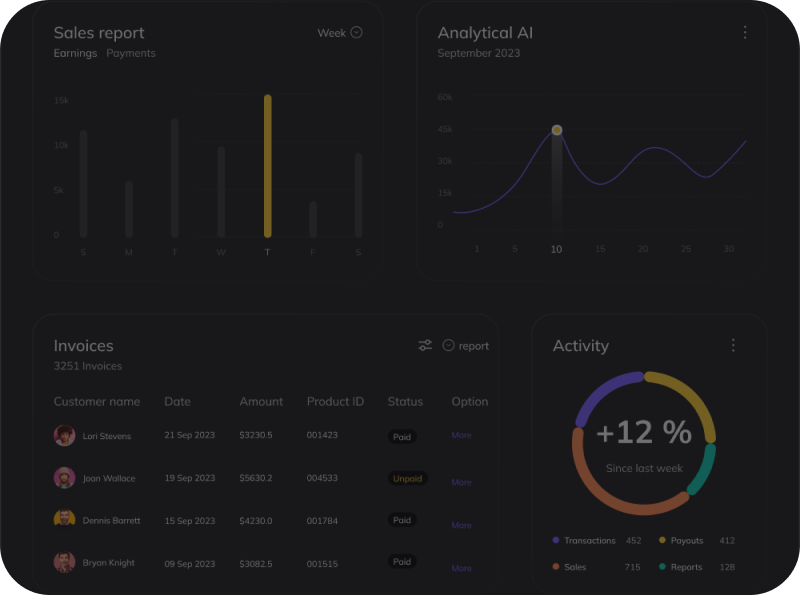 Sales report
Week
Earnings Payments
15k
10k
5k
0
S M T W T F S
Analytical AI
September 2023
60k
45k
30k
15k
0
1 5 10 15 20 25 30
Invoices
report
3251 Invoices
Customer name Date Amount Product ID Status Option
Lori Stevens 21 Sep 2023 $3230.5 001423 Paid More
Joan Wallace 19 Sep 2023 $5630.2 004533 Unpaid More
Dennis Barrett 15 Sep 2023 $4230.0 001784 Paid More
Bryan Knight 09 Sep 2023 $3082.5 001515 Paid More
Activity
+12 %
Since last week
Transactions 452 Payouts 412
Sales 715 Reports 128